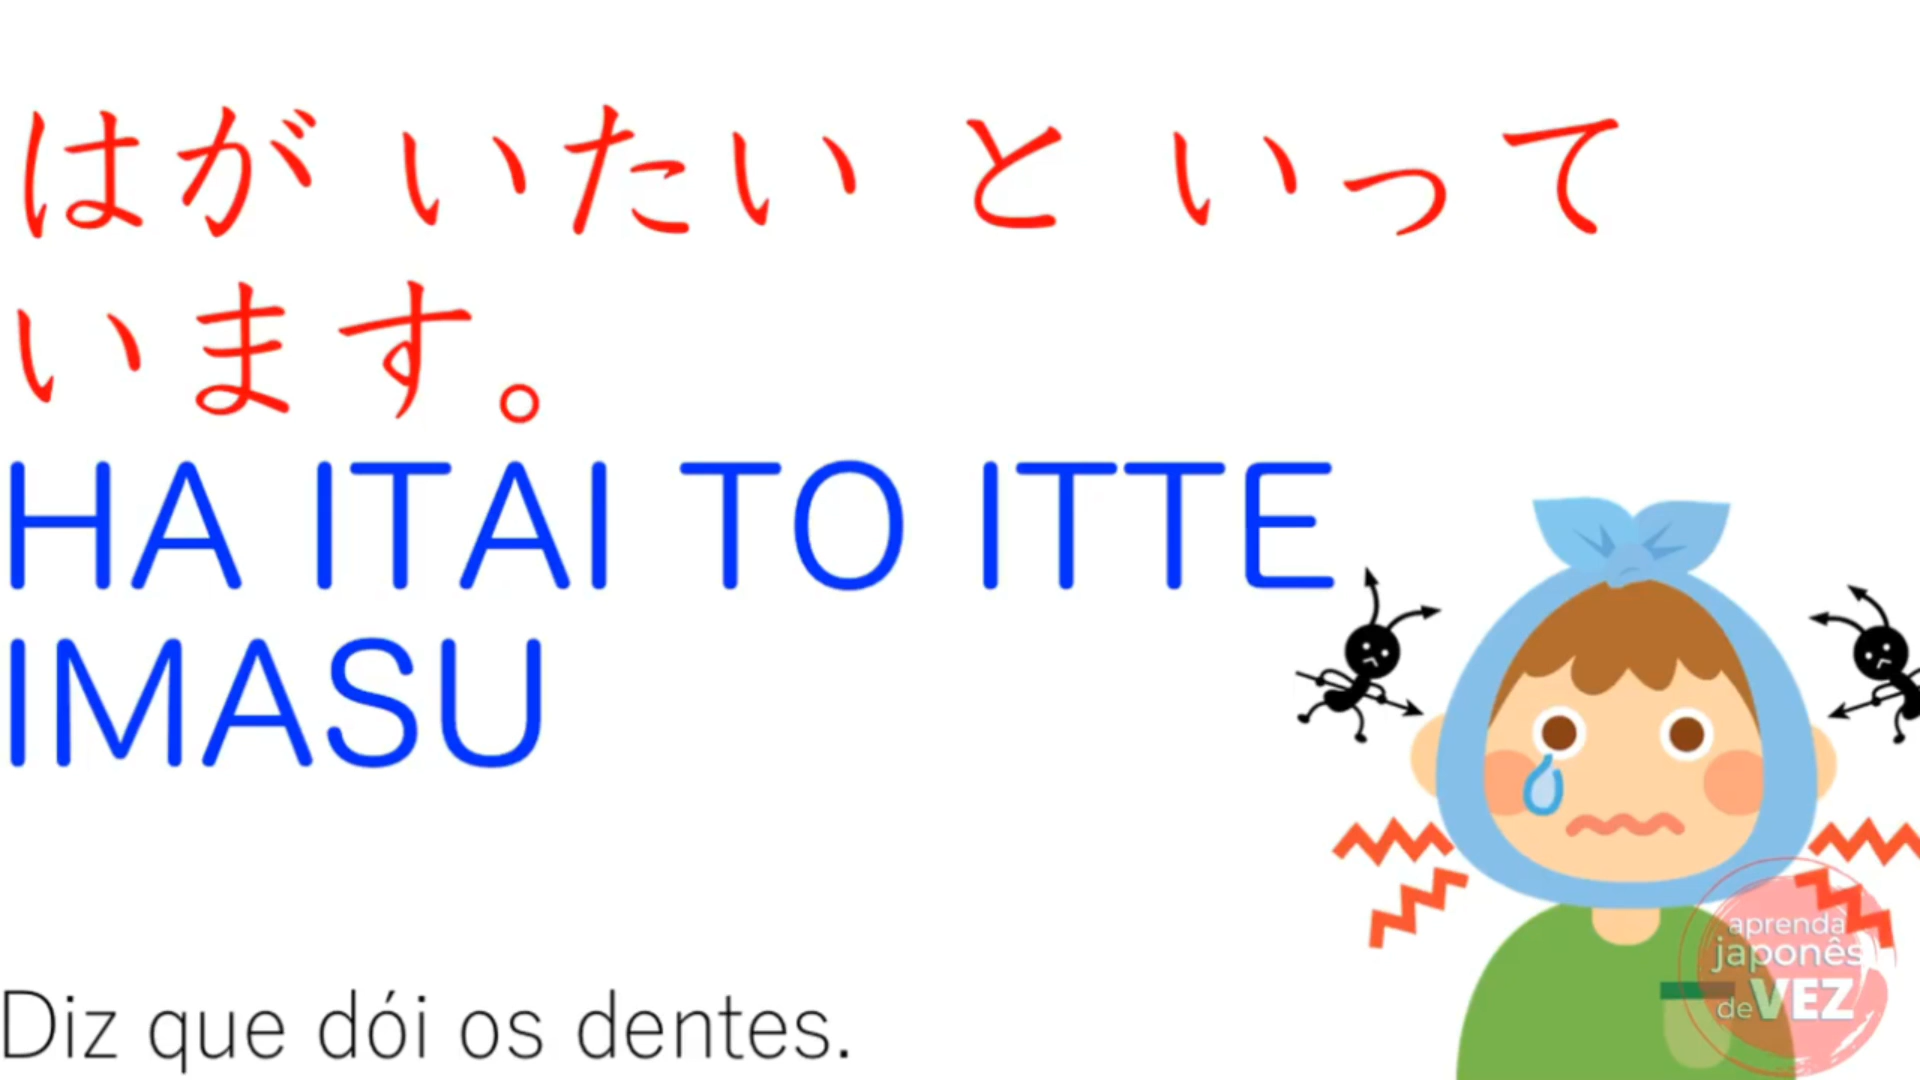 はが いたい と いって
います。
HA ITAI TO ITTE
IMASU
Diz que dói os dentes.
aprenda
japonês
de VEZ